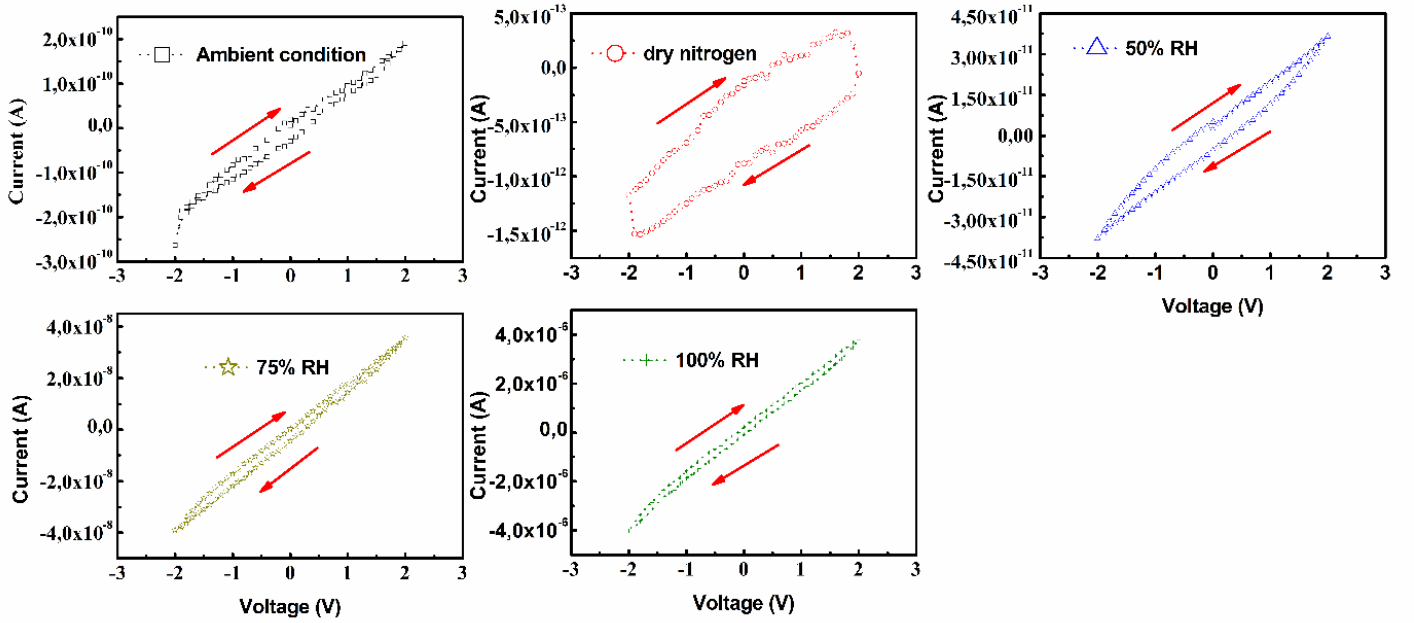 Current (A)
2,0x10-10
1,0x10-10
0,0
-1,0x10-10
-2,0x10-10
-3,0x10-10
Ambient condition
-3 -2 -1 0 1 2 3
Current (A)
5,0x10-13
0,0
-5,0x10-13
-1,0x10-12
-1,5x10-12
dry nitrogen
-3 -2 -1 0 1 2 3
Current (A)
4,50x10-11
3,00x10-11
1,50x10-11
0,00
-1,50x10-11
-3,00x10-11
-4,50x10-11
50% RH
-3 -2 -1 0 1 2 3
Voltage (V)
Current (A)
4,0x10-8
2,0x10-8
0,0
-2,0x10-8
-4,0x10-8
75% RH
-3 -2 -1 0 1 2 3
Voltage (V)
Current (A)
4,0x10-6
2,0x10-6
0,0
-2,0x10-6
-4,0x10-6
100% RH
-3 -2 -1 0 1 2 3
Voltage (V)